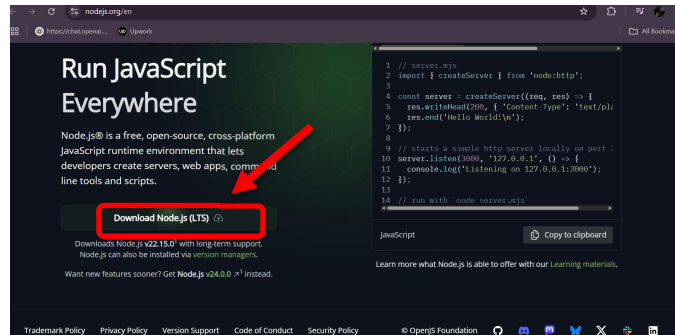 nodejs.org/en
https://chat.openai....
Upwork
All Bookma
Run JavaScript
Everywhere
Node.js® is a free, open-source, cross-platform
JavaScript runtime environment that lets
developers create servers, web apps, command
line tools and scripts.
Download Node.js (LTS)
Downloads Node.js v22.15.0¹ with long-term support.
Node.js can also be installed via version managers.
Want new features sooner? Get Node.js v24.0.0 ↗¹ instead.
1 // server.mjs
2 import { createServer } from 'node:http';
3
4 const server = createServer((req, res) => {
5 res.writeHead(200, { 'Content-Type': 'text/pla
6 res.end('Hello World!\n');
7 });
8
9 // starts a simple http server locally on port
10 server.listen(3000, '127.0.0.1', () => {
11 console.log('Listening on 127.0.0.1:3000');
12 });
13
14 // run with `node server.mjs`
JavaScript
Copy to clipboard
Learn more what Node.js is able to offer with our Learning materials.
Trademark Policy Privacy Policy Version Support Code of Conduct Security Policy
© OpenJS Foundation